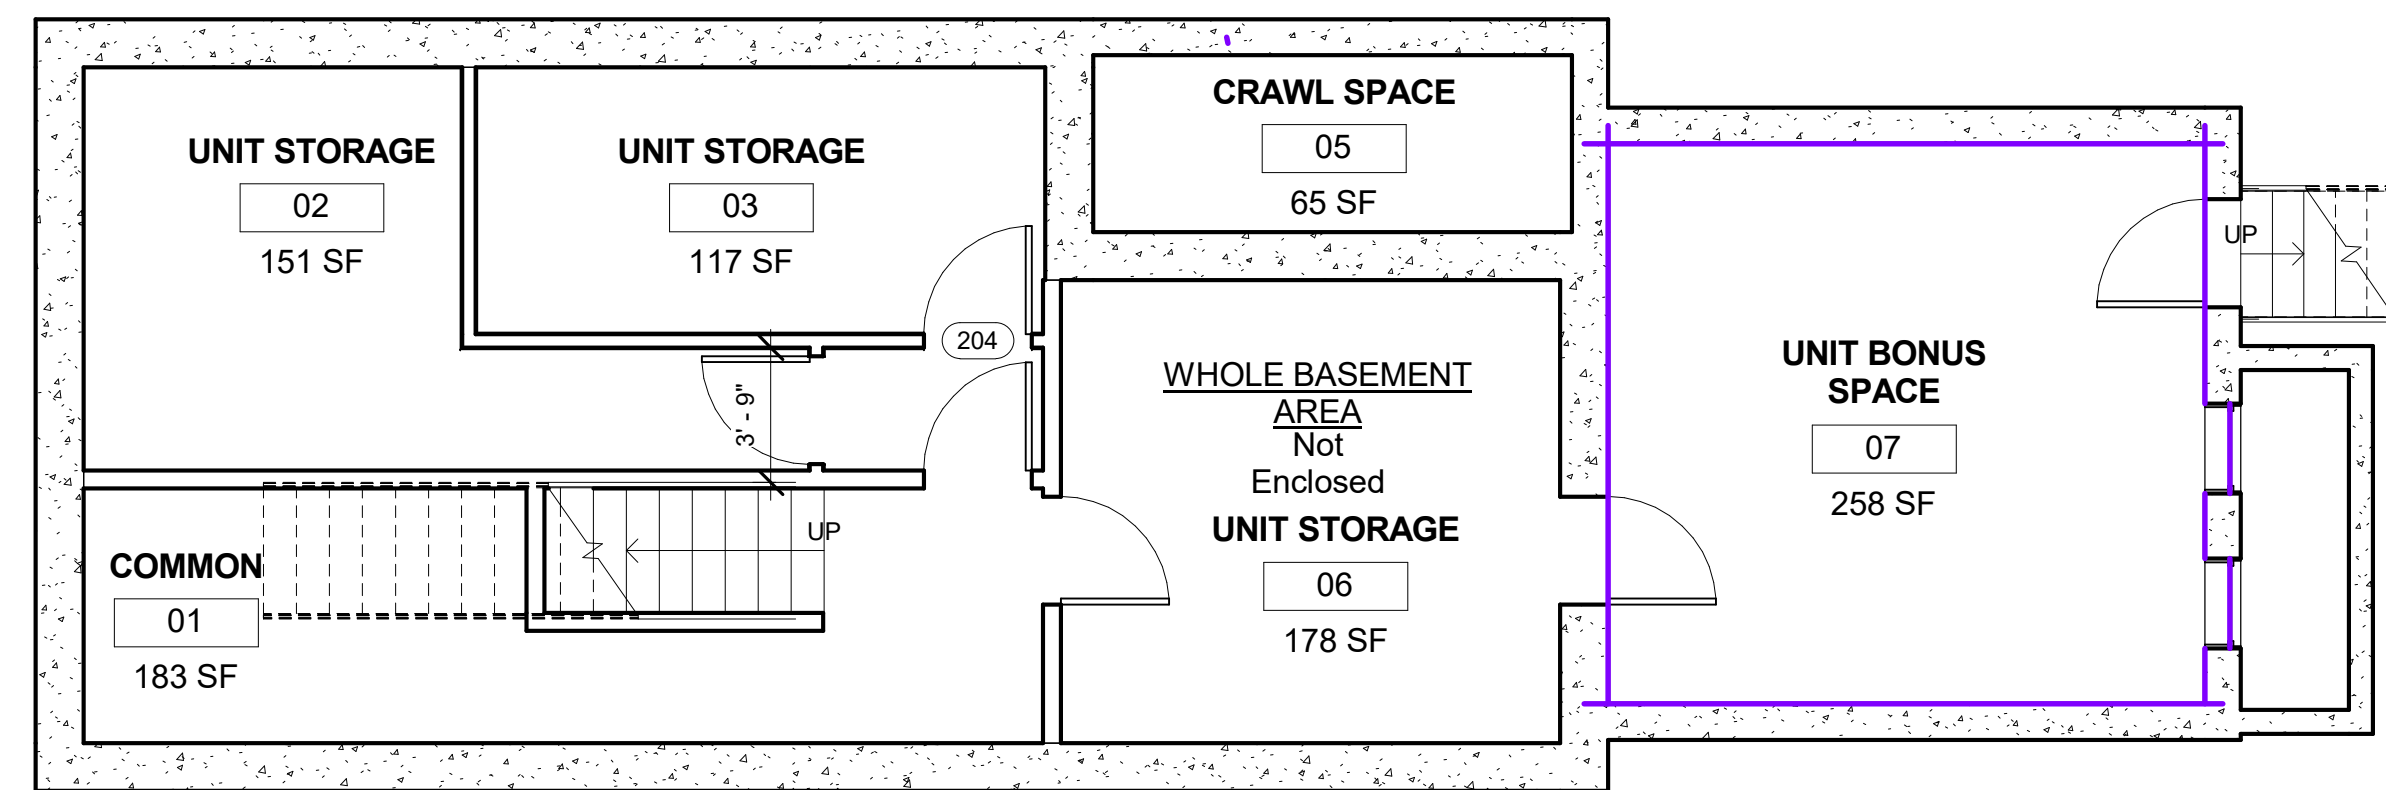 UNIT STORAGE
02
151 SF
UNIT STORAGE
03
117 SF
CRAWL SPACE
05
65 SF
204
3' - 9"
WHOLE BASEMENT
AREA
Not
Enclosed
UNIT STORAGE
06
178 SF
UNIT BONUS
SPACE
07
258 SF
UP
COMMON
01
183 SF
UP